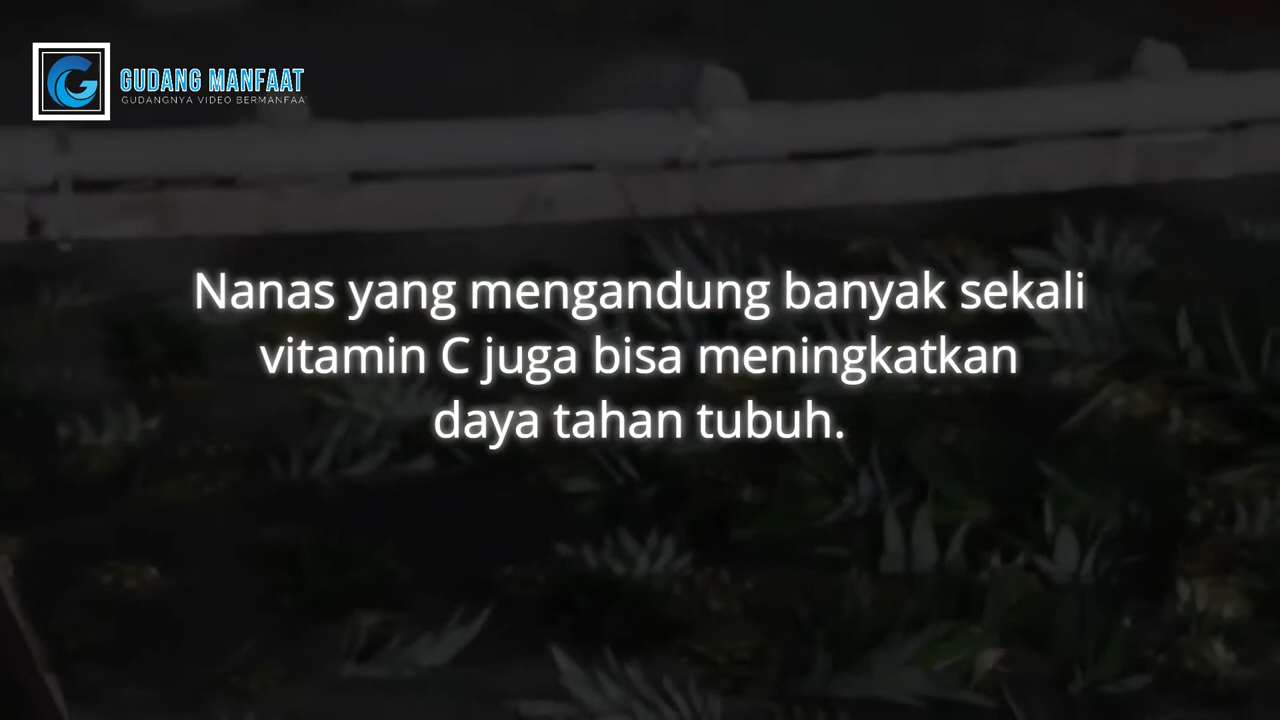 GUDANG MANFAAT
GUDANGNYA VIDEO BERMANFAA
Nanas yang mengandung banyak sekali
vitamin C juga bisa meningkatkan
daya tahan tubuh.